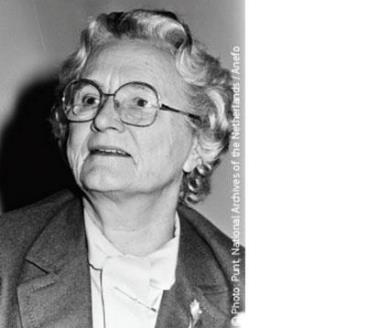 © Photo: Punt, National Archives of the Netherlands / Anefo